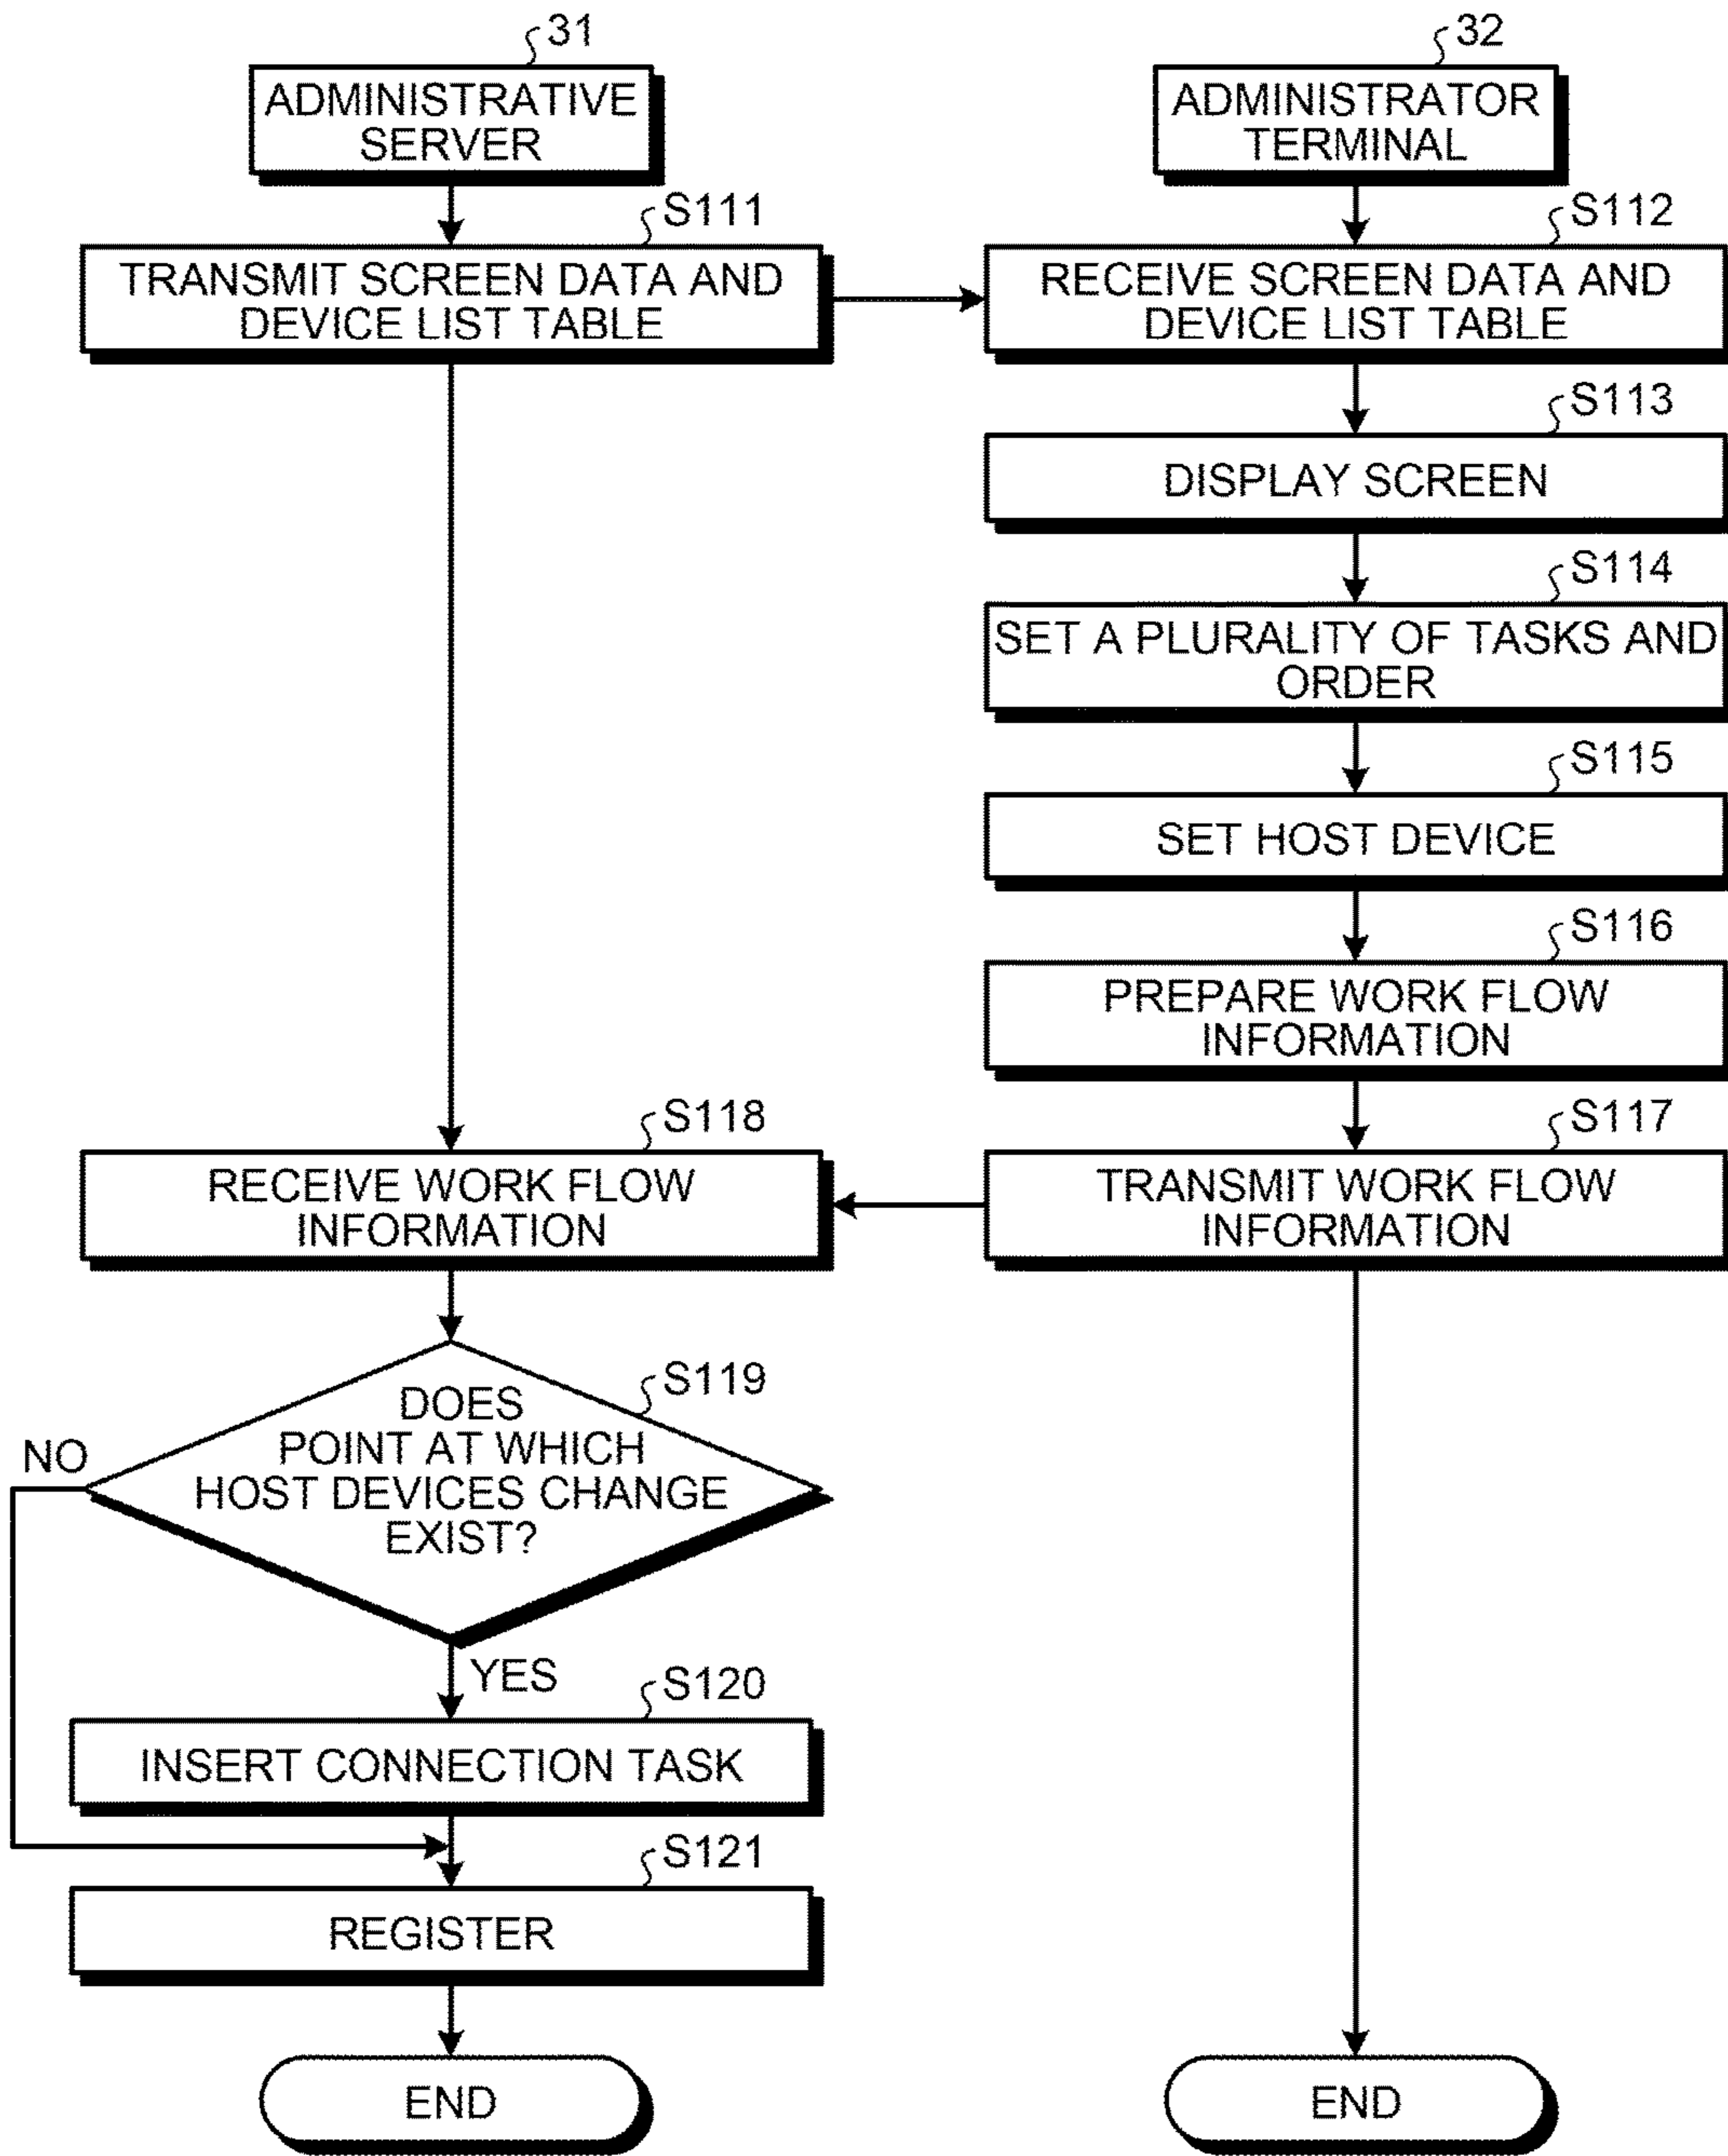 31
ADMINISTRATIVE
SERVER
32
ADMINISTRATOR
TERMINAL
S111
TRANSMIT SCREEN DATA AND
DEVICE LIST TABLE
S112
RECEIVE SCREEN DATA AND
DEVICE LIST TABLE
S113
DISPLAY SCREEN
S114
SET A PLURALITY OF TASKS AND
ORDER
S115
SET HOST DEVICE
S116
PREPARE WORK FLOW
INFORMATION
S117
TRANSMIT WORK FLOW
INFORMATION
S118
RECEIVE WORK FLOW
INFORMATION
S119
DOES
POINT AT WHICH
HOST DEVICES CHANGE
EXIST?
NO
YES
S120
INSERT CONNECTION TASK
S121
REGISTER
END
END